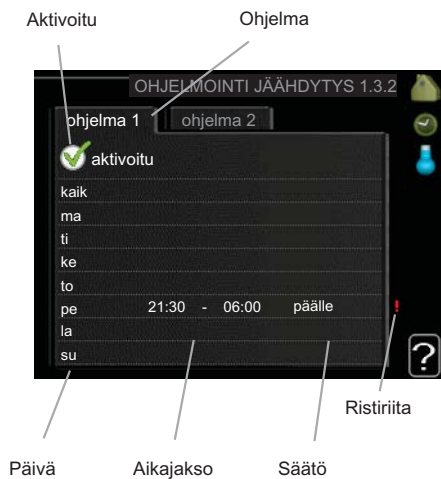 Aktivoitu Ohjelma
OHJELMOINTI JÄÄHDYTYS 1.3.2
ohjelma 1 ohjelma 2
aktivoitu
kaik
ma
ti
ke
to
pe 21:30 - 06:00 päälle !
la
su
?
Ristiriita
Päivä Aikajakso Säätö